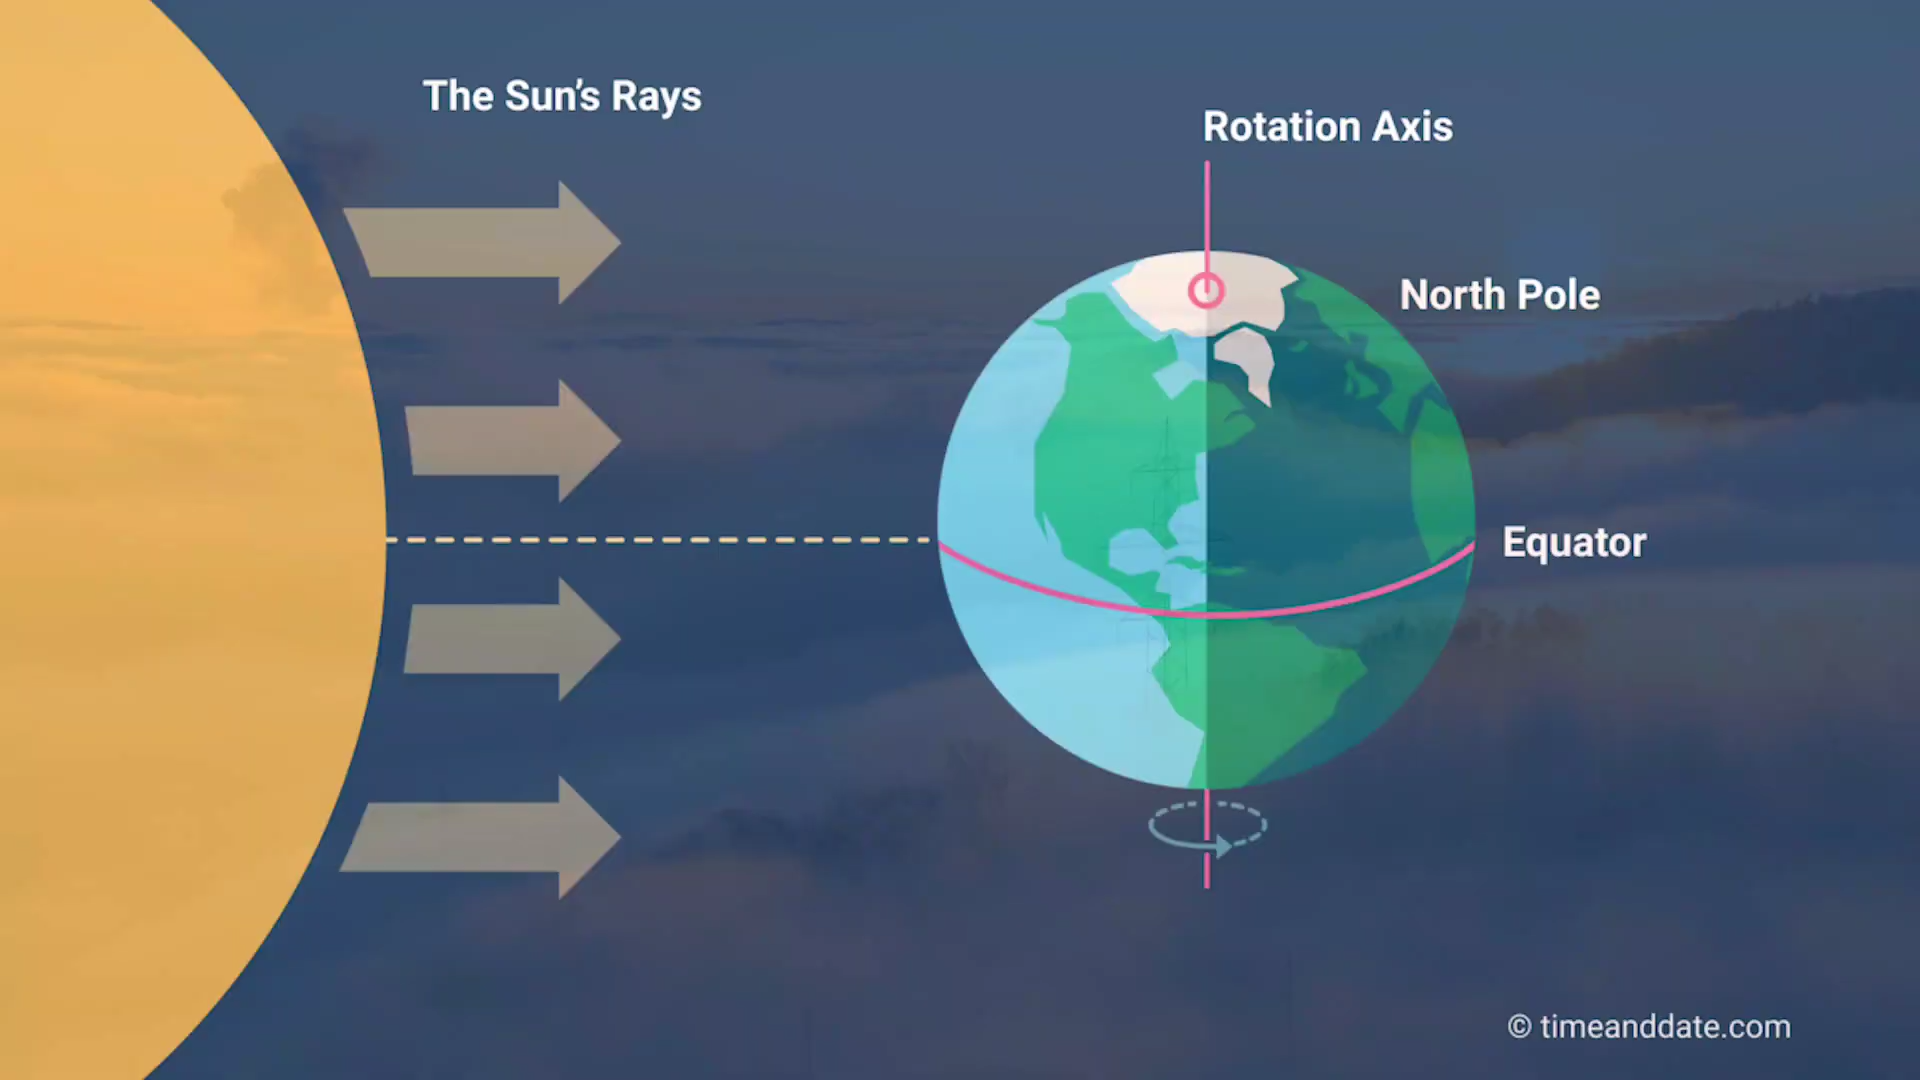 The Sun's Rays
Rotation Axis
North Pole
Equator
© timeanddate.com